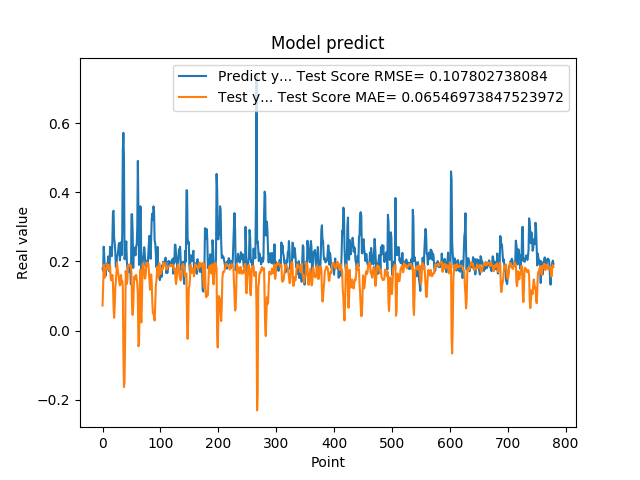 Model predict
Predict y... Test Score RMSE= 0.107802738084
Test y... Test Score MAE= 0.06546973847523972
Real value
0.6
0.4
0.2
0.0
−0.2
0 100 200 300 400 500 600 700 800
Point